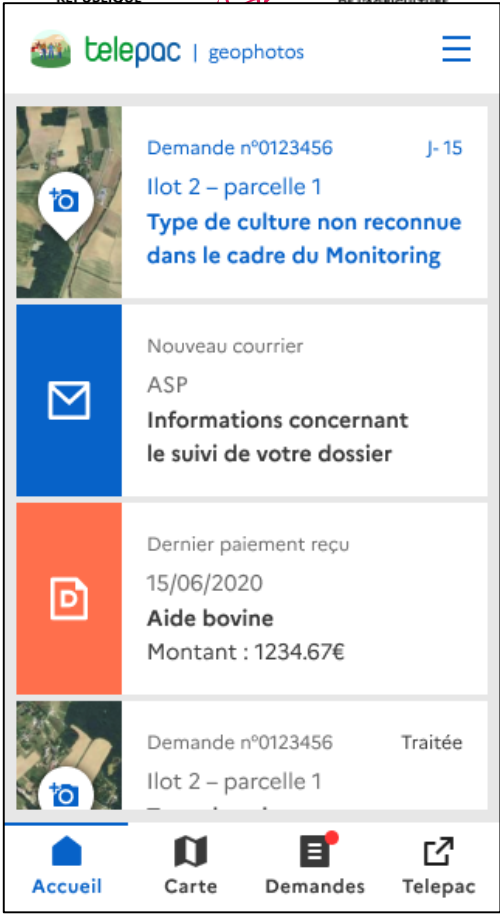 telepac | geophotos
Demande n°0123456 J- 15
Ilot 2 – parcelle 1
Type de culture non reconnue
dans le cadre du Monitoring
Nouveau courrier
ASP
Informations concernant
le suivi de votre dossier
Dernier paiement reçu
15/06/2020
D
Aide bovine
Montant : 1234.67€
Demande n°0123456 Traitée
Ilot 2 – parcelle 1
Accueil Carte Demandes Telepac